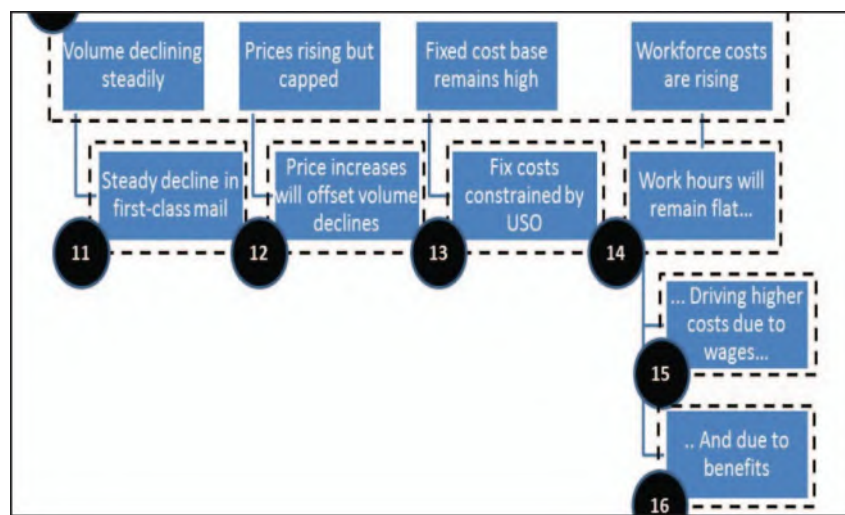 Volume declining
steadily
Prices rising but
capped
Fixed cost base
remains high
Workforce costs
are rising
Steady decline in
first-class mail
11
Price increases
will offset volume
declines
12
Fix costs
constrained by
USO
13
Work hours will
remain flat...
14
... Driving higher
costs due to
wages...
15
.. And due to
benefits
16